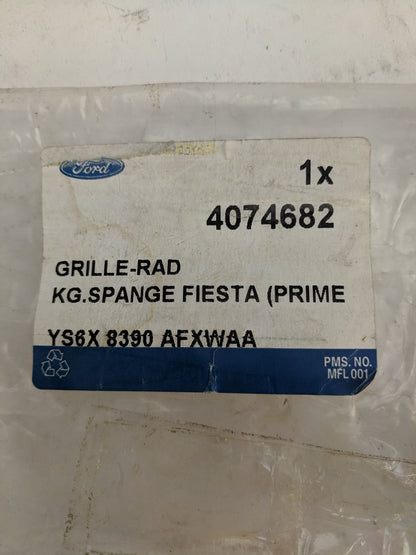 Ford
1x
4074682
GRILLE-RAD
KG.SPANGE FIESTA (PRIME
YS6X 8390 AFXWAA
PMS. NO.
MFL 001